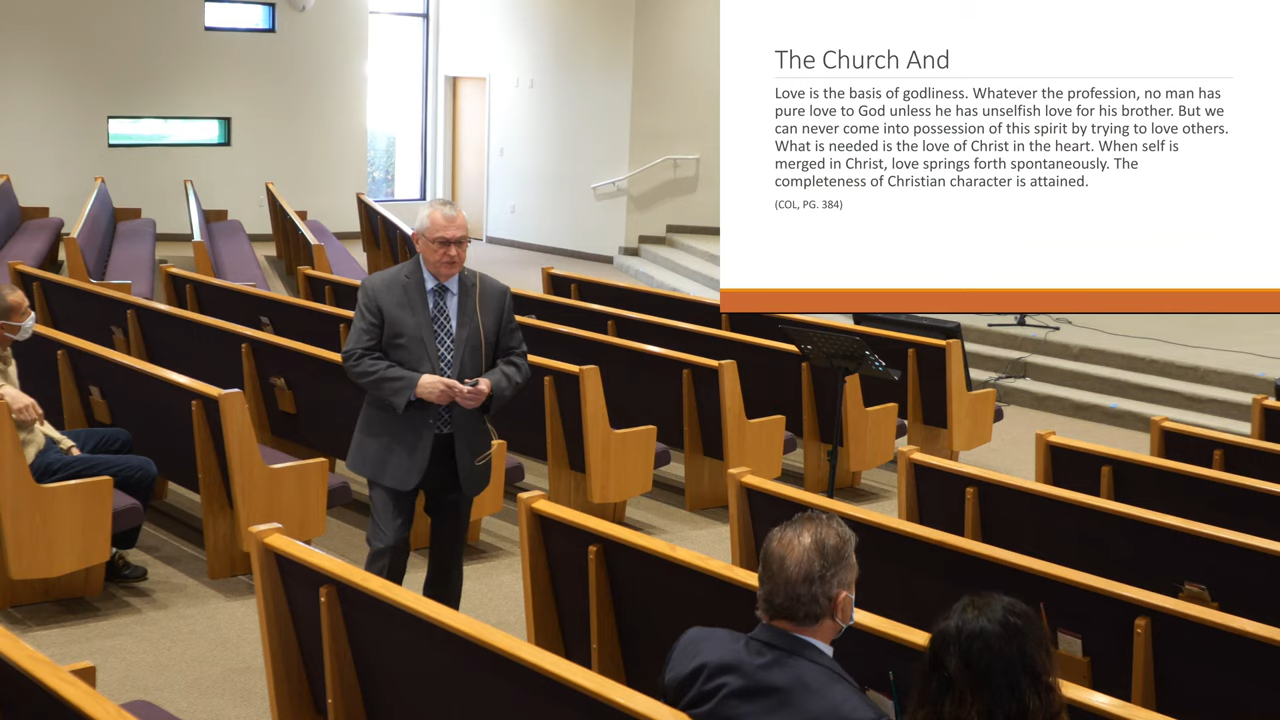 The Church And
Love is the basis of godliness. Whatever the profession, no man has
pure love to God unless he has unselfish love for his brother. But we
can never come into possession of this spirit by trying to love others.
What is needed is the love of Christ in the heart. When self is
merged in Christ, love springs forth spontaneously. The
completeness of Christian character is attained.
(COL, PG. 384)